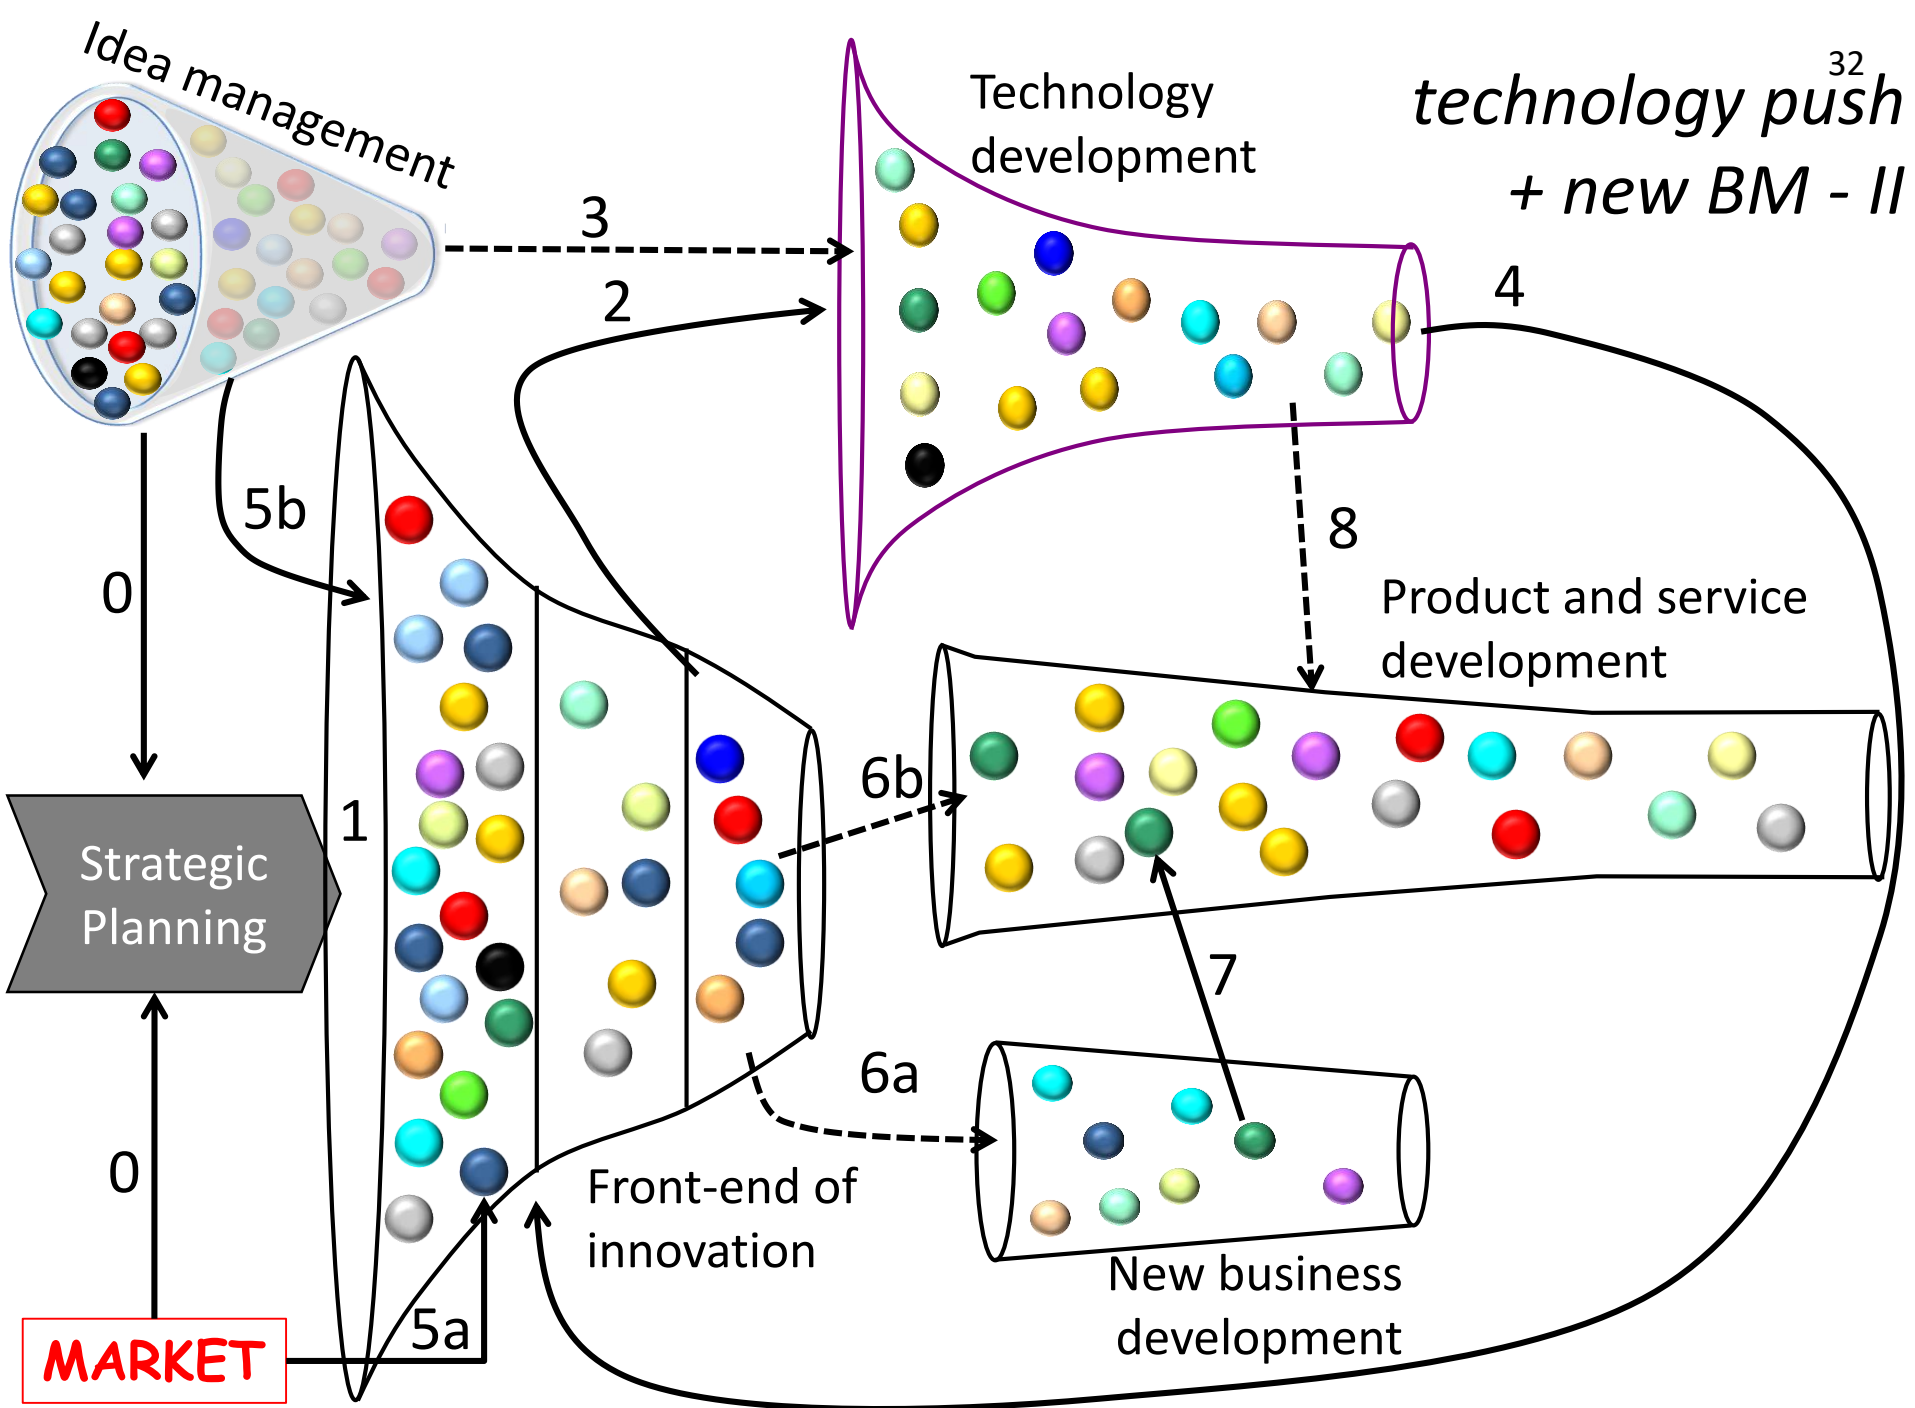 Idea management
Technology
development
32
technology push
+ new BM - II
3
2
4
5b
8
0
Product and service
development
1
6b
Strategic
Planning
7
6a
0
Front-end of
innovation
New business
development
5a
MARKET